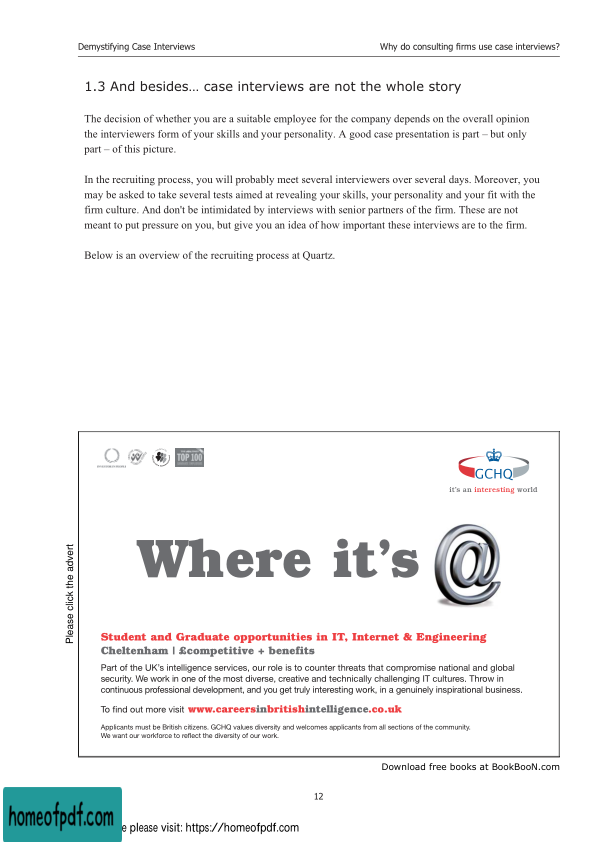 Demystifying Case Interviews
Why do consulting firms use case interviews?
1.3 And besides… case interviews are not the whole story
The decision of whether you are a suitable employee for the company depends on the overall opinion
the interviewers form of your skills and your personality. A good case presentation is part – but only
part – of this picture.
In the recruiting process, you will probably meet several interviewers over several days. Moreover, you
may be asked to take several tests aimed at revealing your skills, your personality and your fit with the
firm culture. And don't be intimidated by interviews with senior partners of the firm. These are not
meant to put pressure on you, but give you an idea of how important these interviews are to the firm.
Below is an overview of the recruiting process at Quartz.
Please click the advert
TOP 100
GCHQ
it's an interesting world
Where it's @
Student and Graduate opportunities in IT, Internet & Engineering
Cheltenham | £competitive + benefits
Part of the UK's intelligence services, our role is to counter threats that compromise national and global
security. We work in one of the most diverse, creative and technically challenging IT cultures. Throw in
continuous professional development, and you get truly interesting work, in a genuinely inspirational business.
To find out more visit www.careersinbritishintelligence.co.uk
Applicants must be British citizens. GCHQ values diversity and welcomes applicants from all sections of the community.
We want our workforce to reflect the diversity of our work.
Download free books at BookBooN.com
12
homeofpdf.com
e please visit: https://homeofpdf.com